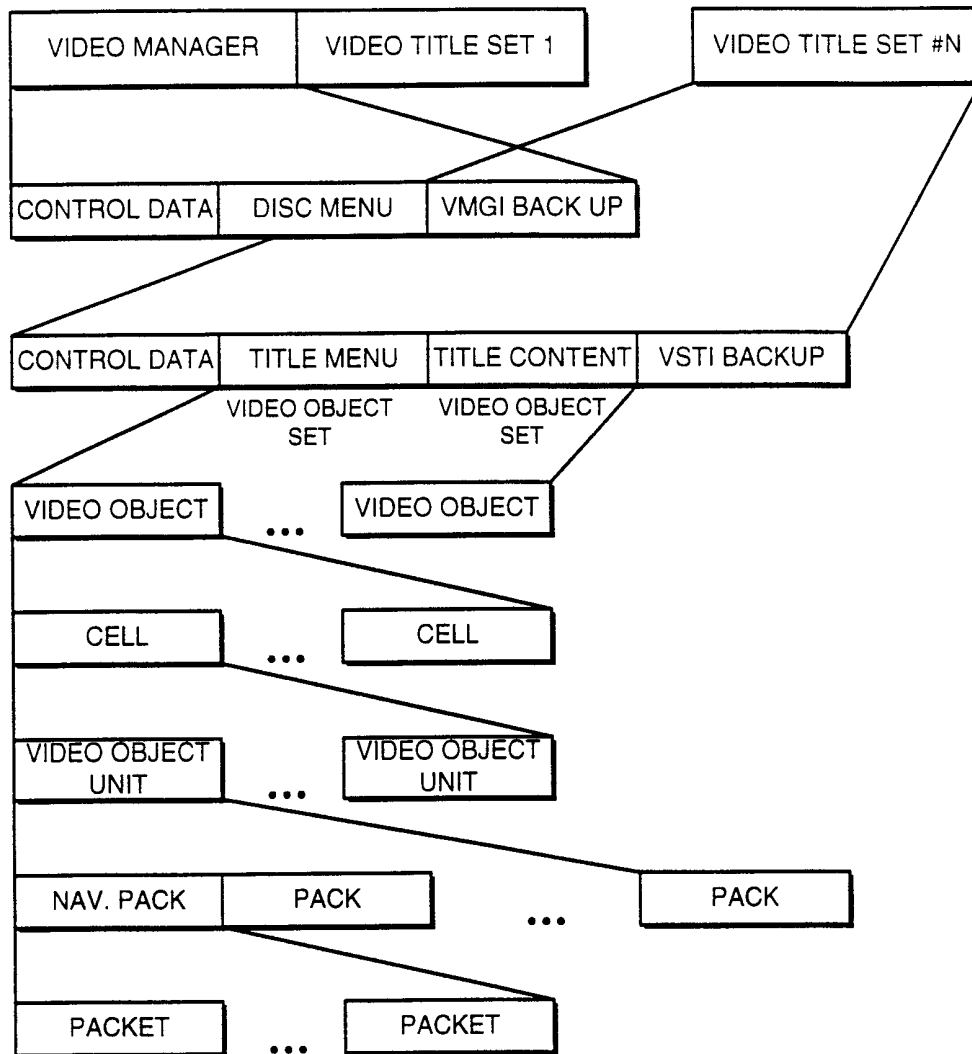 VIDEO MANAGER VIDEO TITLE SET 1 VIDEO TITLE SET #N
CONTROL DATA DISC MENU VMGI BACK UP
CONTROL DATA TITLE MENU TITLE CONTENT VSTI BACKUP
VIDEO OBJECT SET VIDEO OBJECT SET
VIDEO OBJECT ... VIDEO OBJECT
CELL ... CELL
VIDEO OBJECT UNIT ... VIDEO OBJECT UNIT
NAV. PACK PACK ... PACK
PACKET ... PACKET